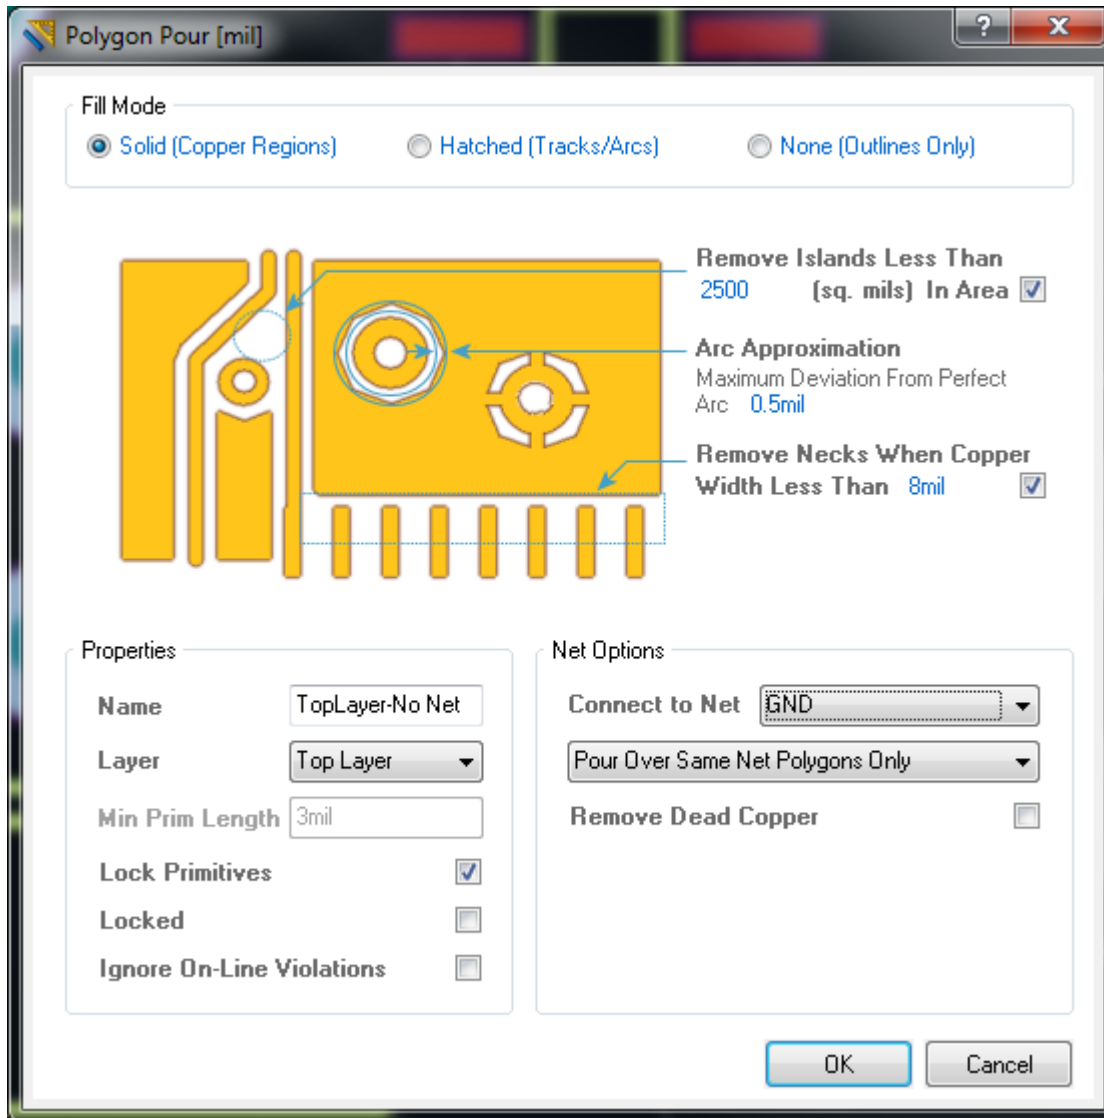 Polygon Pour [mil]
?
x
Fill Mode
Solid (Copper Regions)
Hatched (Tracks/Arcs)
None (Outlines Only)
Remove Islands Less Than
2500 (sq. mils) In Area
Arc Approximation
Maximum Deviation From Perfect
Arc 0.5mil
Remove Necks When Copper
Width Less Than 8mil
Properties
Name TopLayer-No Net
Layer Top Layer
Min Prim Length 3mil
Lock Primitives
Locked
Ignore On-Line Violations
Net Options
Connect to Net GND
Pour Over Same Net Polygons Only
Remove Dead Copper
OK
Cancel